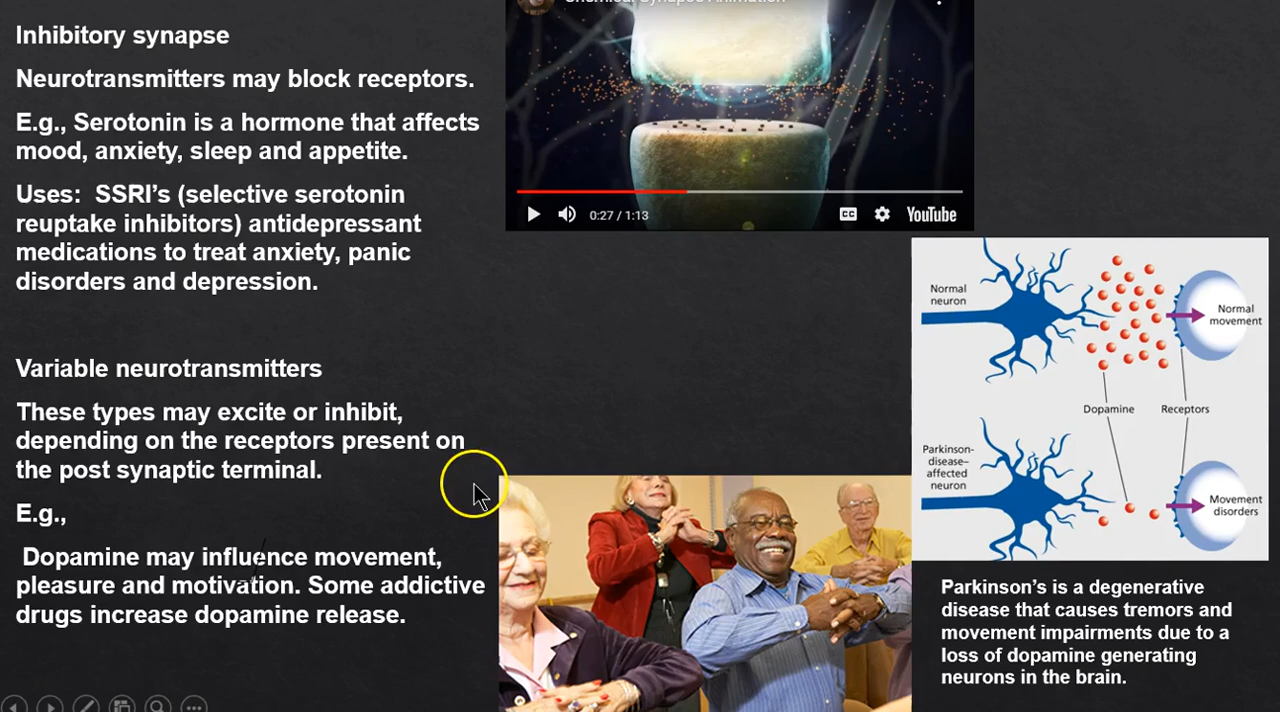 Inhibitory synapse
Neurotransmitters may block receptors.
E.g., Serotonin is a hormone that affects
mood, anxiety, sleep and appetite.
Uses:  SSRI's (selective serotonin
reuptake inhibitors) antidepressant
medications to treat anxiety, panic
disorders and depression.
Variable neurotransmitters
These types may excite or inhibit,
depending on the receptors present on
the post synaptic terminal.
E.g.,
Dopamine may influence movement,
pleasure and motivation. Some addictive
drugs increase dopamine release.
Chemical Synapse Animation
0:27 / 1:13
CC
YouTube
Normal
neuron
Normal
movement
Dopamine
Receptors
Parkinson-
disease–
affected
neuron
Movement
disorders
Parkinson's is a degenerative
disease that causes tremors and
movement impairments due to a
loss of dopamine generating
neurons in the brain.